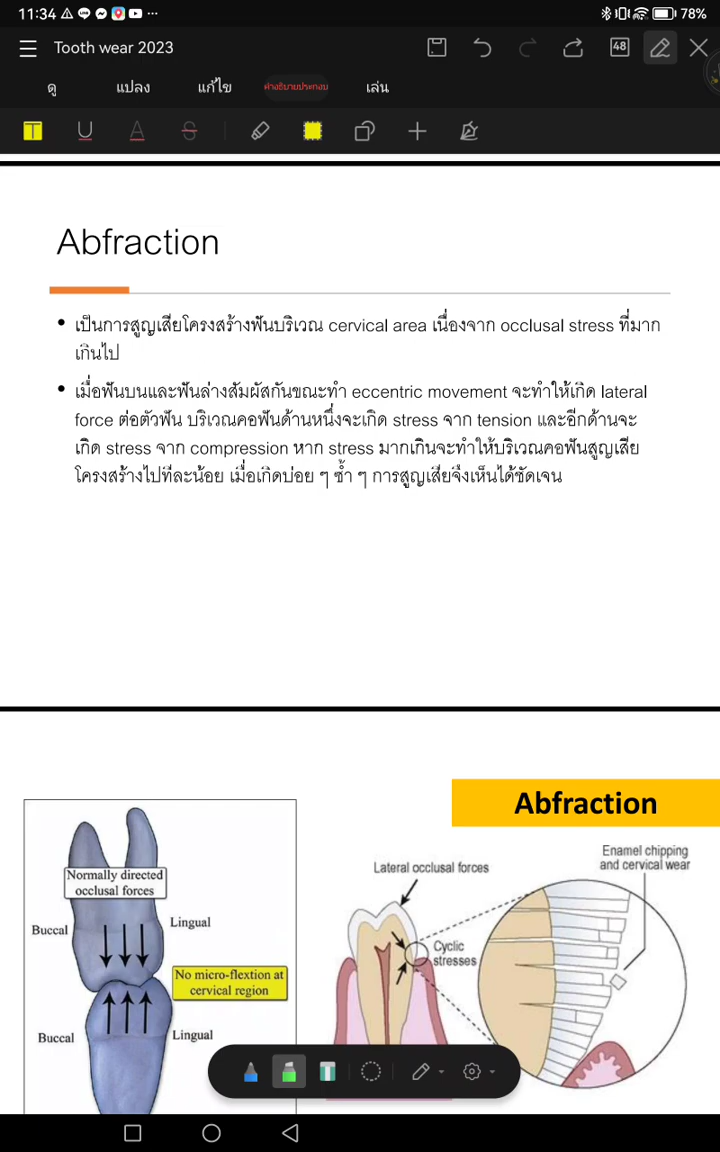 11:34
78%
Tooth wear 2023
48
ดู
แปลง
แก้ไข
คำอธิบายประกอบ
เล่น
T
U
A
S
Abfraction
• เป็นการสูญเสียโครงสร้างฟันบริเวณ cervical area เนื่องจาก occlusal stress ที่มาก
เกินไป
• เมื่อฟันบนและฟันล่างสัมผัสกันขณะทำ eccentric movement จะทำให้เกิด lateral
force ต่อตัวฟัน บริเวณคอฟันด้านหนึ่งจะเกิด stress จาก tension และอีกด้านจะ
เกิด stress จาก compression หาก stress มากเกินจะทำให้บริเวณคอฟันสูญเสีย
โครงสร้างไปทีละน้อย เมื่อเกิดบ่อย ๆ ซ้ำ ๆ การสูญเสียจึงเห็นได้ชัดเจน
Abfraction
Normally directed
occlusal forces
Buccal
Lingual
No micro-flextion at
cervical region
Buccal
Lingual
Lateral occlusal forces
Cyclic
stresses
Enamel chipping
and cervical wear